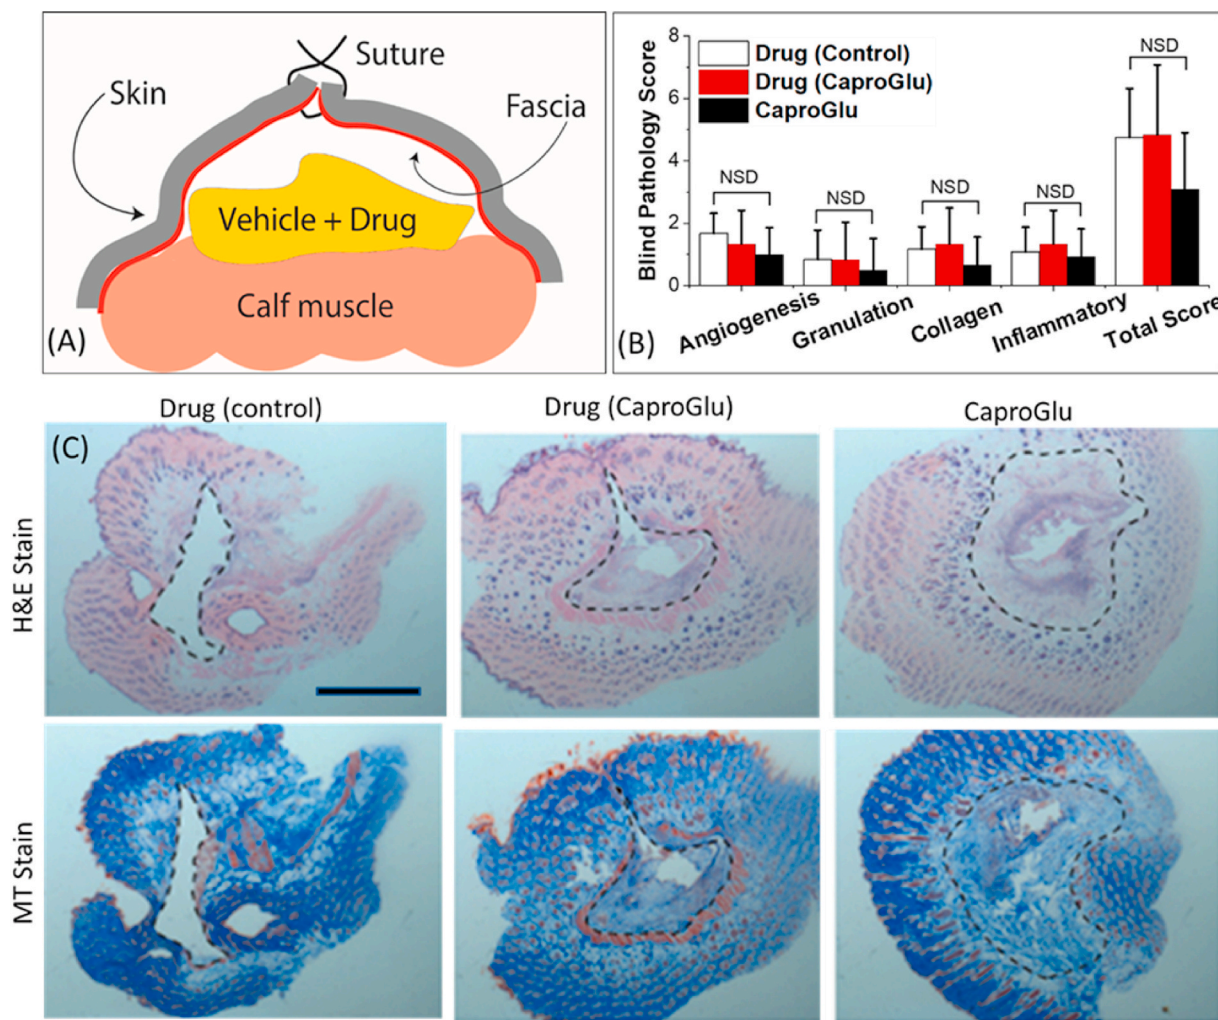 Suture
Skin
Fascia
Vehicle + Drug
Calf muscle
(A)
Blind Pathology Score
8
6
4
2
0
Drug (Control)
Drug (CaproGlu)
CaproGlu
NSD
NSD
NSD
NSD
NSD
Angiogenesis
Granulation
Collagen
Inflammatory
Total Score
(B)
Drug (control)
Drug (CaproGlu)
CaproGlu
(C)
H&E Stain
MT Stain